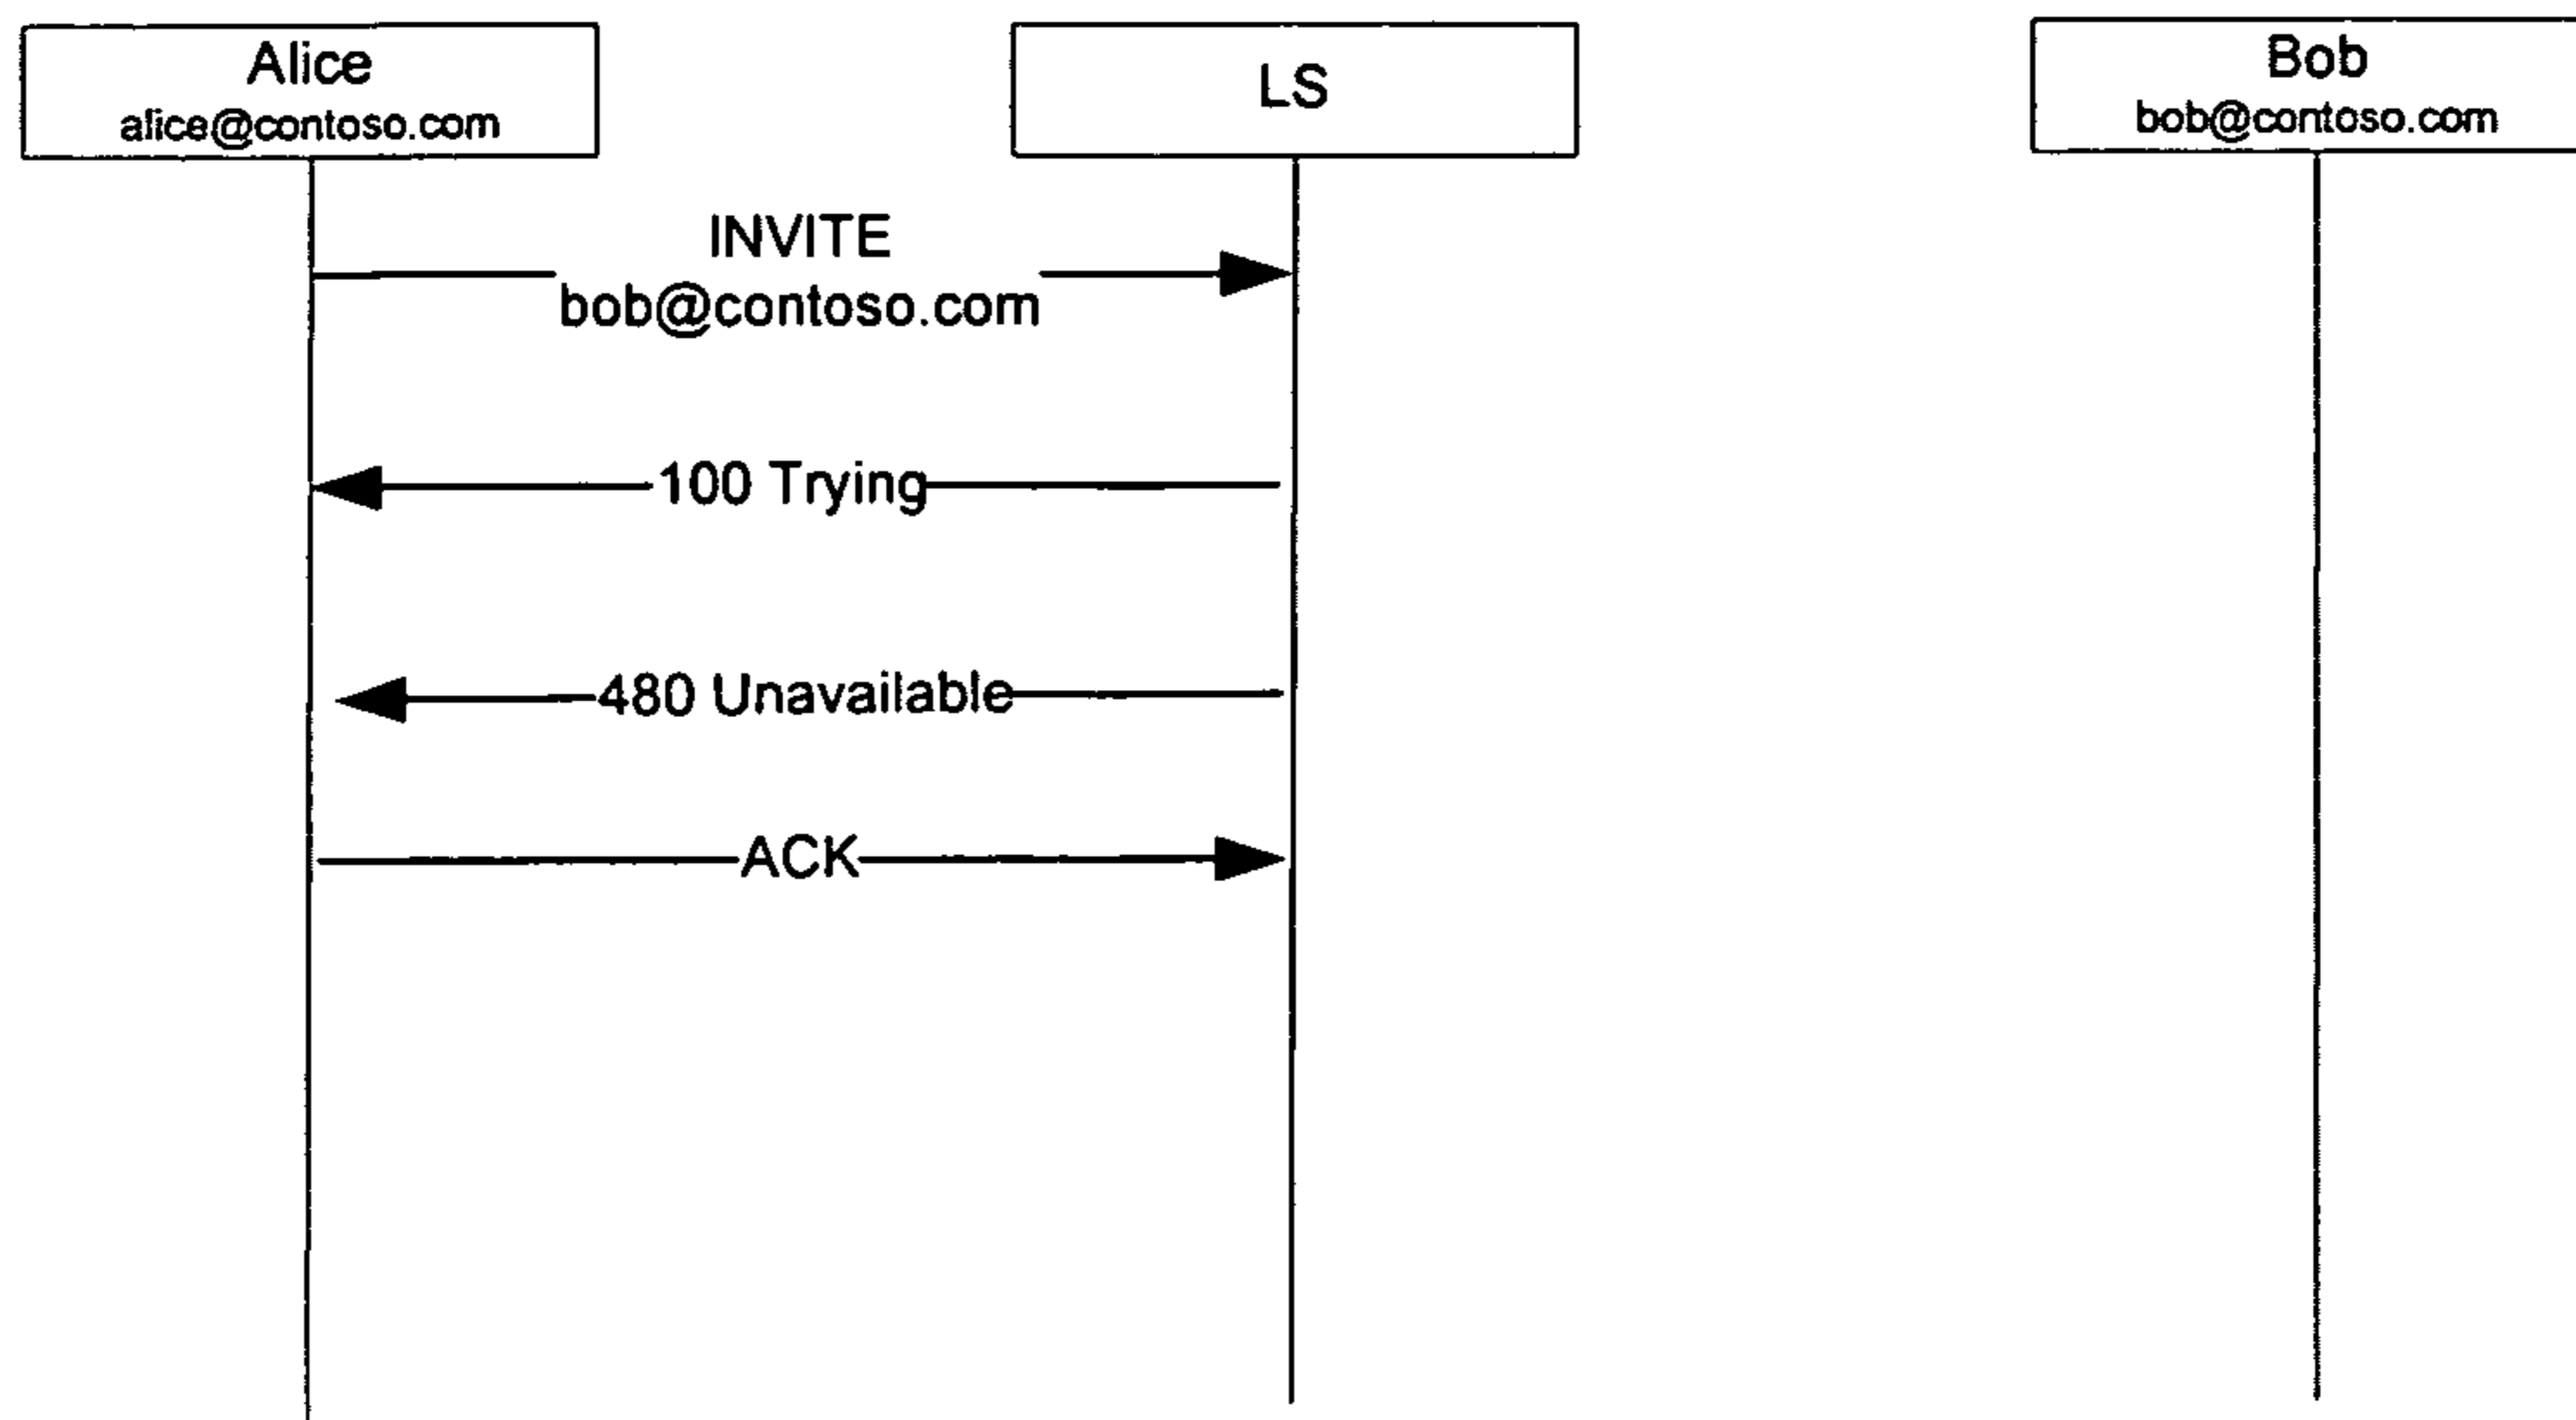 Alice
alice@contoso.com
LS
Bob
bob@contoso.com
INVITE
bob@contoso.com
100 Trying
480 Unavailable
ACK